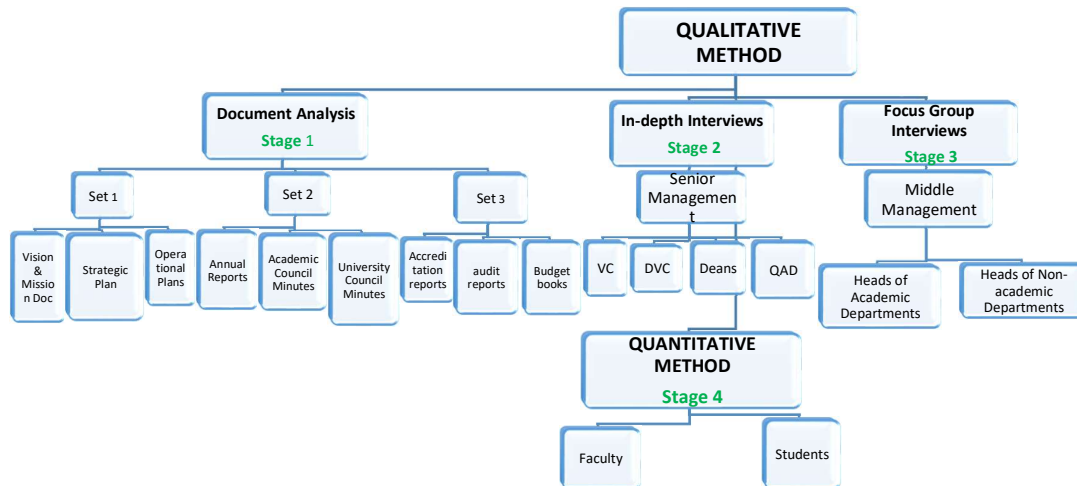 QUALITATIVE
METHOD
Document Analysis
Stage 1
In-depth Interviews
Stage 2
Focus Group
Interviews
Stage 3
Set 1
Set 2
Set 3
Senior
Managemen
t
Middle
Management
Vision
&
Missio
n Doc
Strategic
Plan
Opera
tional
Plans
Annual
Reports
Academic
Council
Minutes
University
Council
Minutes
Accredi
tation
reports
audit
reports
Budget
books
VC
DVC
Deans
QAD
Heads of
Academic
Departments
Heads of Non-
academic
Departments
QUANTITATIVE
METHOD
Stage 4
Faculty
Students